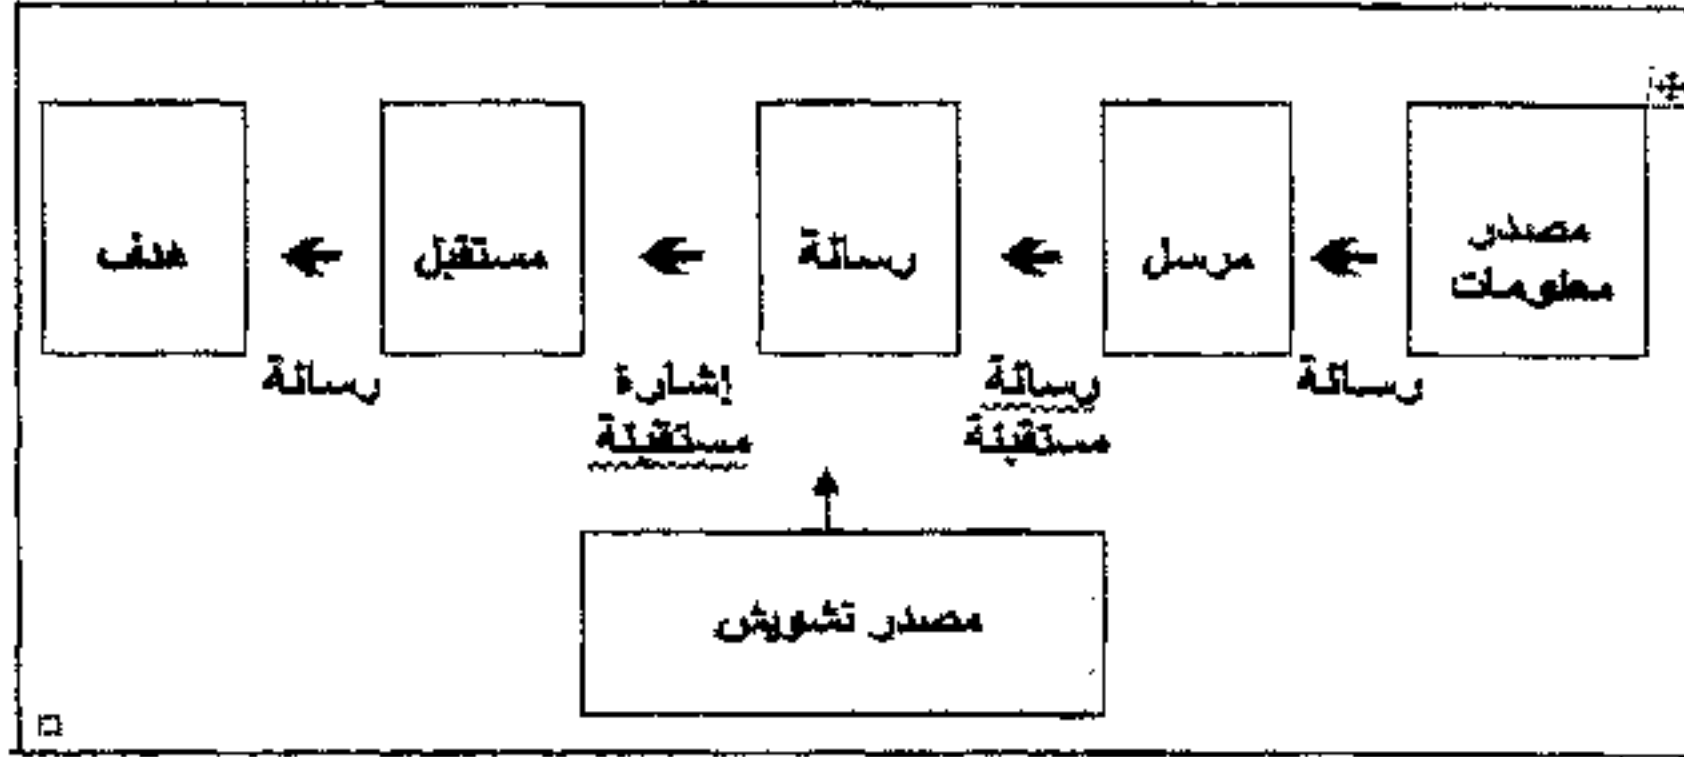 مصدر
معلومات
مرسل
رسالة
مستقبل
هدف
رسالة
رسالة
مستقبلة
إشارة
مستقبلة
رسالة
مصدر تشويش